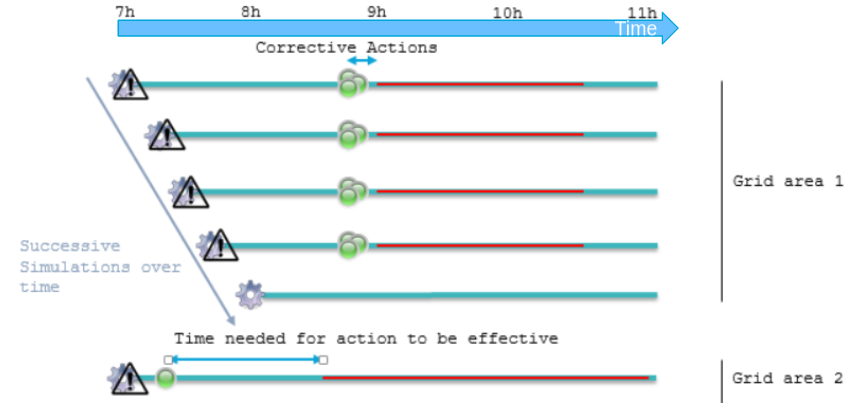 7h 8h 9h 10h 11h
Time
Corrective Actions
Grid area 1
Successive
Simulations over
time
Time needed for action to be effective
Grid area 2